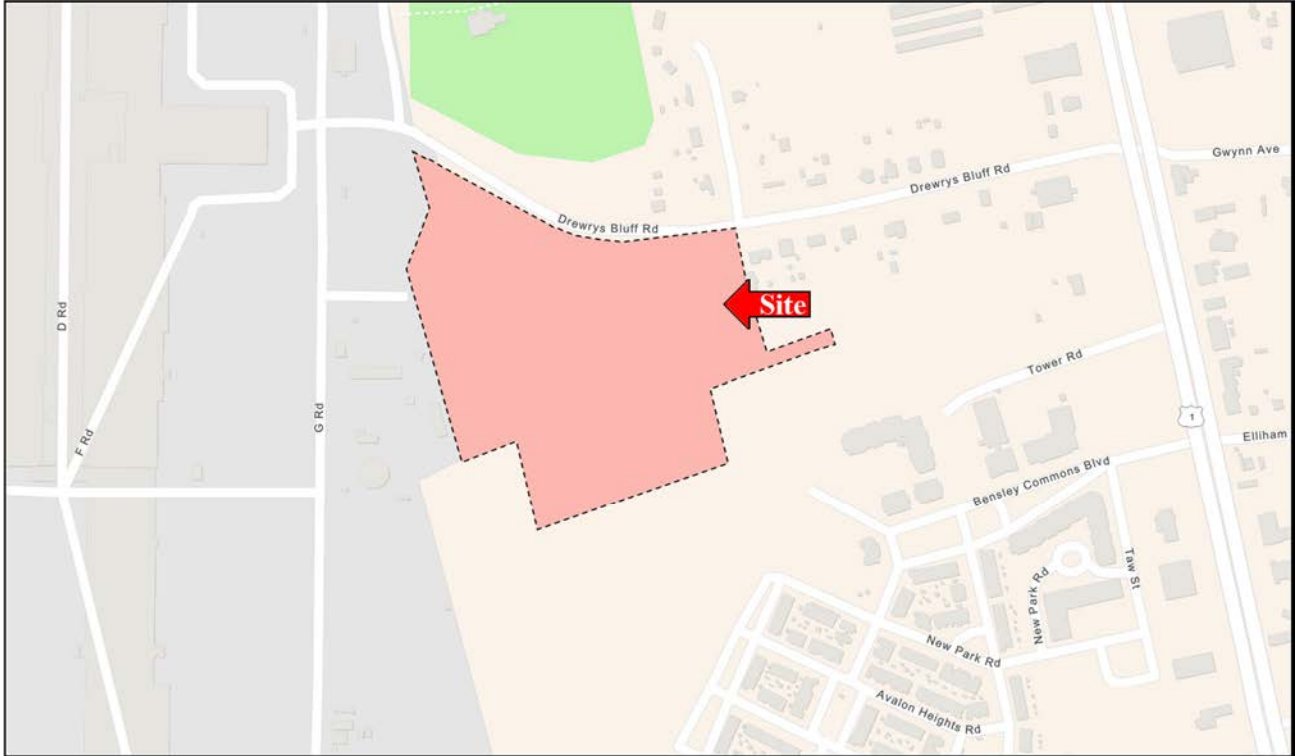 Gwynn Ave
Drewrys Bluff Rd
Drewrys Bluff Rd
Site
D Rd
Tower Rd
G Rd
F Rd
1
Elliham
Bensley Commons Blvd
Taw St
New Park Rd
New Park Rd
Avalon Heights Rd